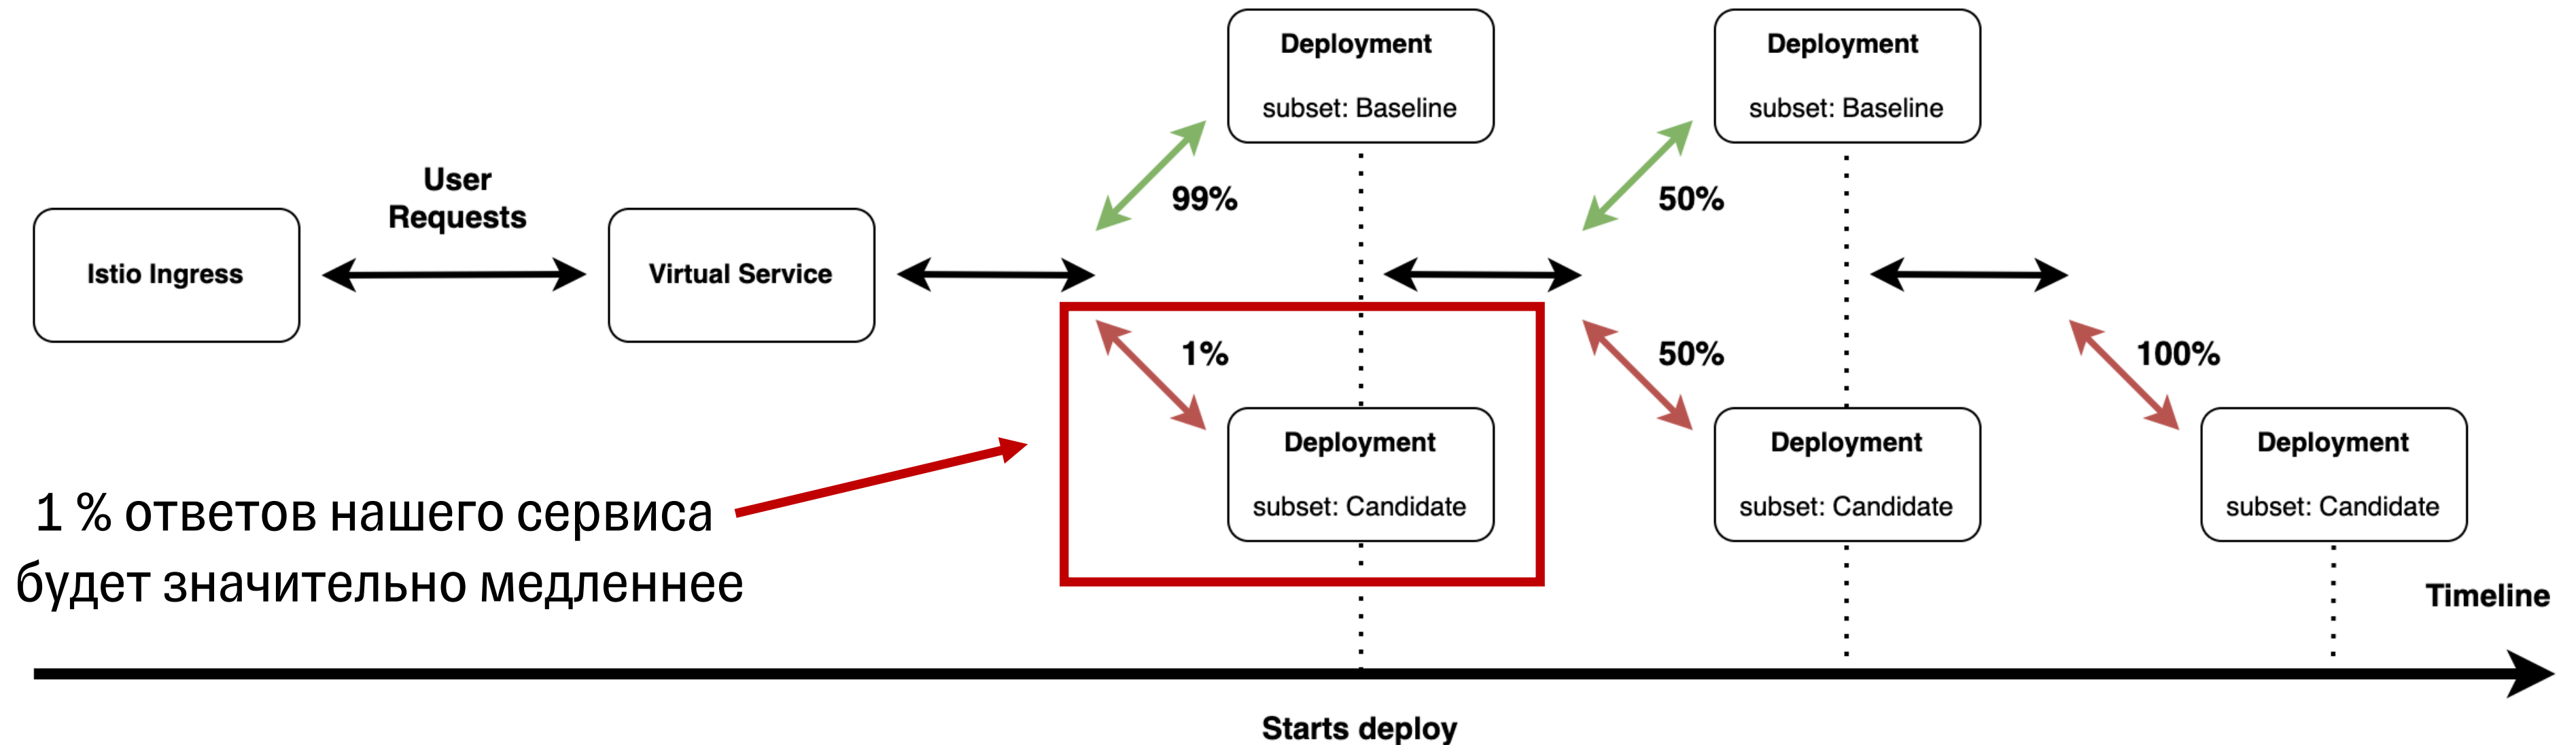 Deployment
subset: Baseline
Deployment
subset: Baseline
User
Requests
99%
50%
Istio Ingress
Virtual Service
1%
50%
100%
Deployment
subset: Candidate
Deployment
subset: Candidate
Deployment
subset: Candidate
1 % ответов нашего сервиса
будет значительно медленнее
Timeline
Starts deploy